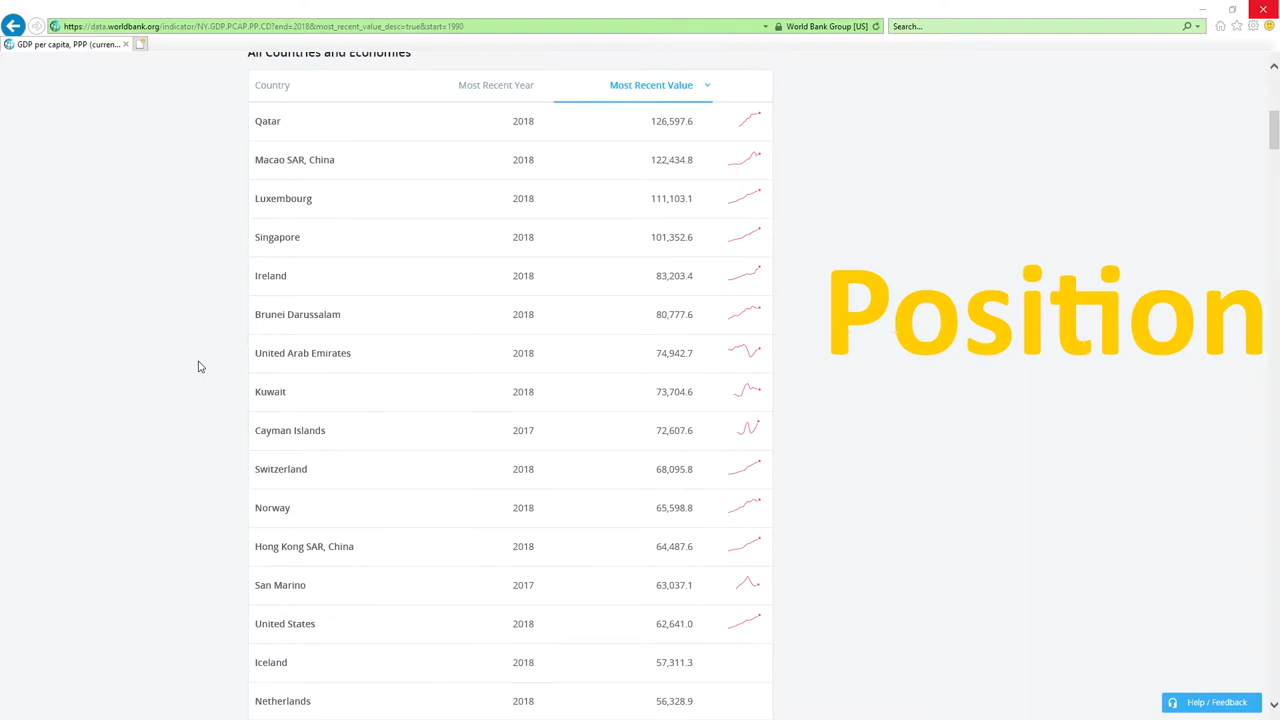 https://data.worldbank.org/indicator/NY.GDP.PCAP.PP.CD?end=2018&most_recent_value_desc=true&start=1990
World Bank Group [US]
Search...
GDP per capita, PPP (curren...
All Countries and Economies
Country Most Recent Year Most Recent Value
Qatar 2018 126,597.6
Macao SAR, China 2018 122,434.8
Luxembourg 2018 111,103.1
Singapore 2018 101,352.6
Ireland 2018 83,203.4
Brunei Darussalam 2018 80,777.6
United Arab Emirates 2018 74,942.7
Kuwait 2018 73,704.6
Cayman Islands 2017 72,607.6
Switzerland 2018 68,095.8
Norway 2018 65,598.8
Hong Kong SAR, China 2018 64,487.6
San Marino 2017 63,037.1
United States 2018 62,641.0
Iceland 2018 57,311.3
Netherlands 2018 56,328.9
Position
Help / Feedback